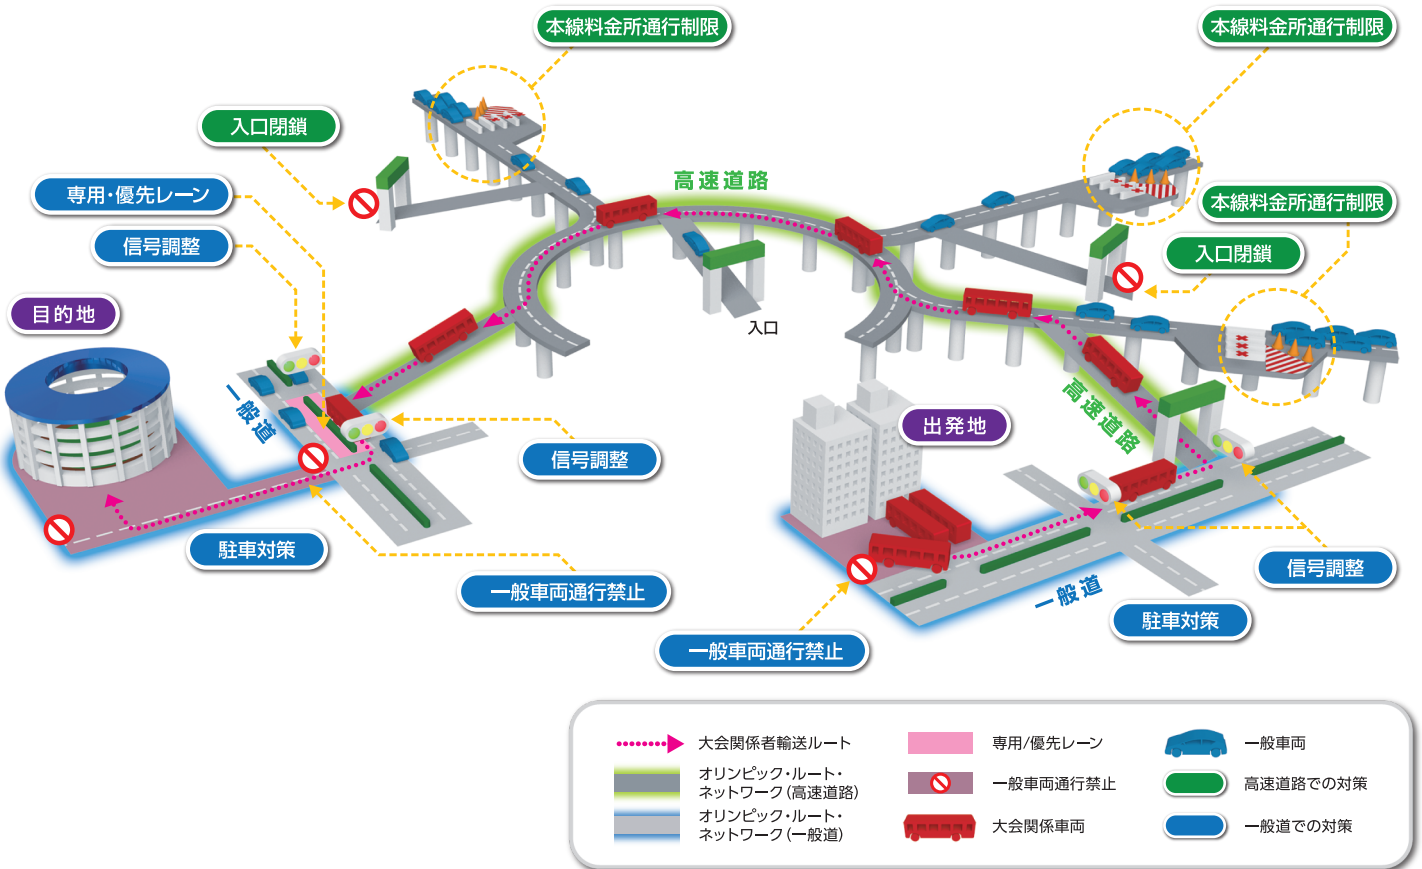 本線料金所通行制限
本線料金所通行制限
入口閉鎖
高速道路
専用・優先レーン
本線料金所通行制限
信号調整
入口閉鎖
目的地
入口
一般道
高速道路
出発地
信号調整
駐車対策
信号調整
一般車両通行禁止
一般道
駐車対策
一般車両通行禁止
大会関係者輸送ルート
オリンピック・ルート・
ネットワーク（高速道路）
オリンピック・ルート・
ネットワーク（一般道）
専用/優先レーン
一般車両通行禁止
大会関係車両
一般車両
高速道路での対策
一般道での対策